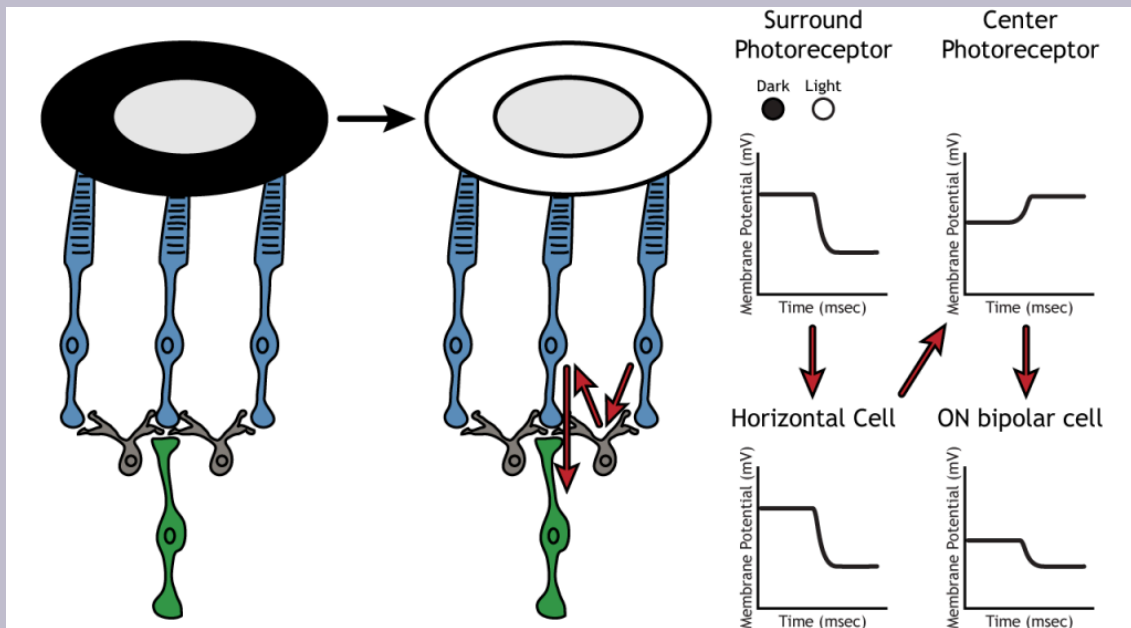 Surround
Photoreceptor
Center
Photoreceptor
Dark Light
Membrane Potential (mV)
Time (msec)
Membrane Potential (mV)
Time (msec)
Horizontal Cell
ON bipolar cell
Membrane Potential (mV)
Time (msec)
Membrane Potential (mV)
Time (msec)